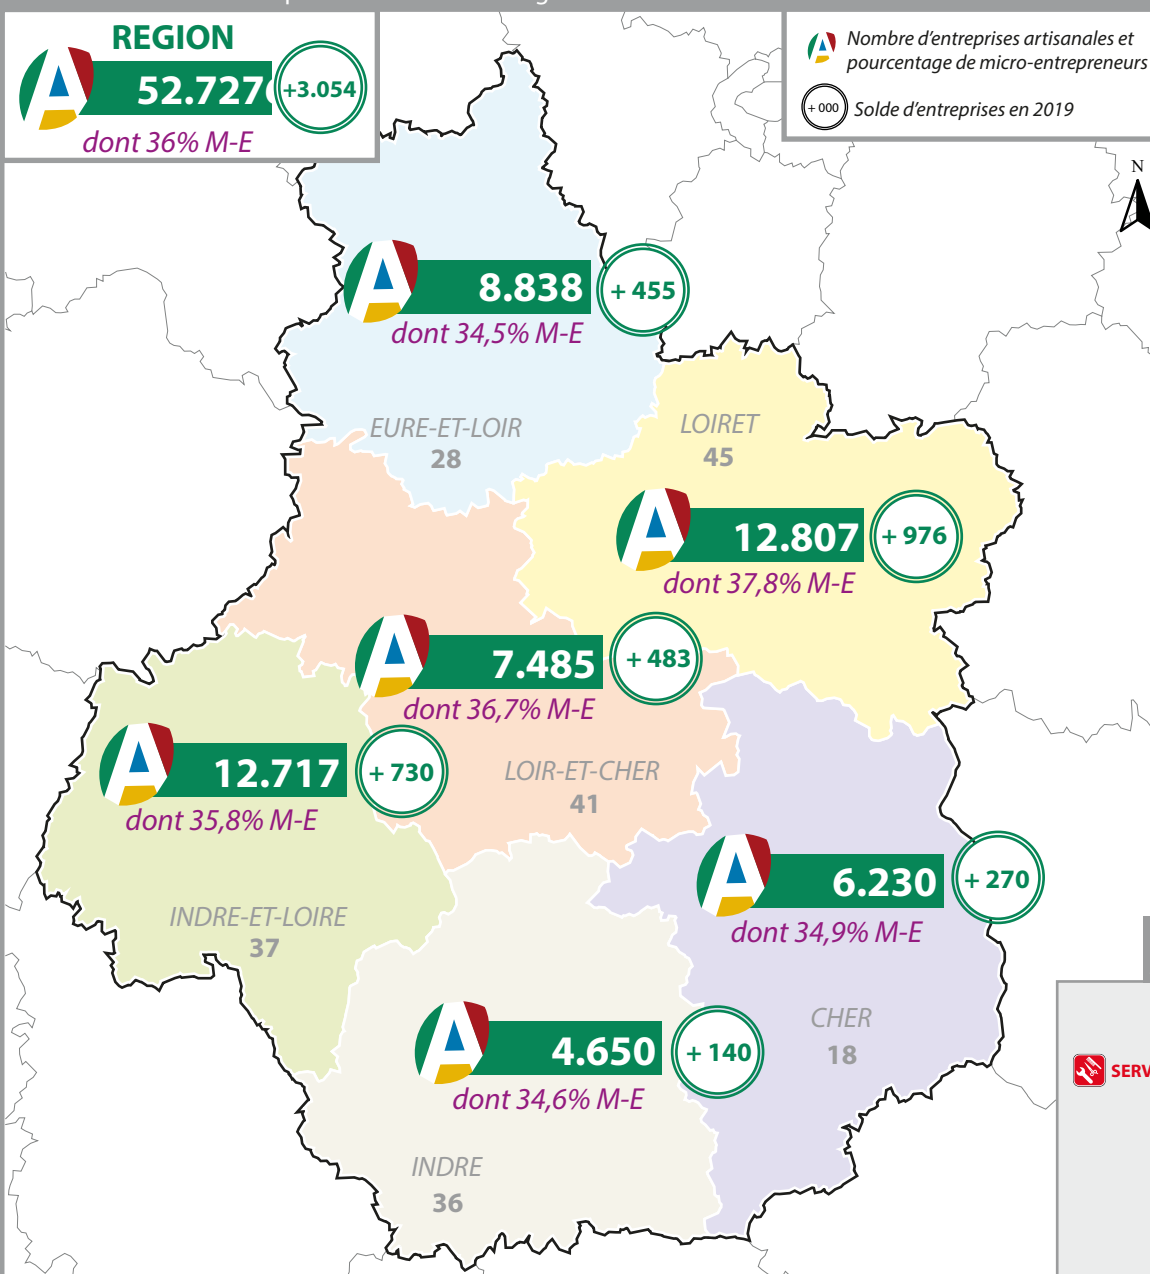 REGION
52.727
+3.054
dont 36% M-E
Nombre d'entreprises artisanales et
pourcentage de micro-entrepreneurs
+ 000
Solde d'entreprises en 2019
N
8.838
+ 455
dont 34,5% M-E
EURE-ET-LOIR
28
LOIRET
45
12.807
+ 976
dont 37,8% M-E
7.485
+ 483
dont 36,7% M-E
LOIR-ET-CHER
41
12.717
+ 730
dont 35,8% M-E
INDRE-ET-LOIRE
37
6.230
+ 270
dont 34,9% M-E
CHER
18
4.650
+ 140
dont 34,6% M-E
INDRE
36
SERV